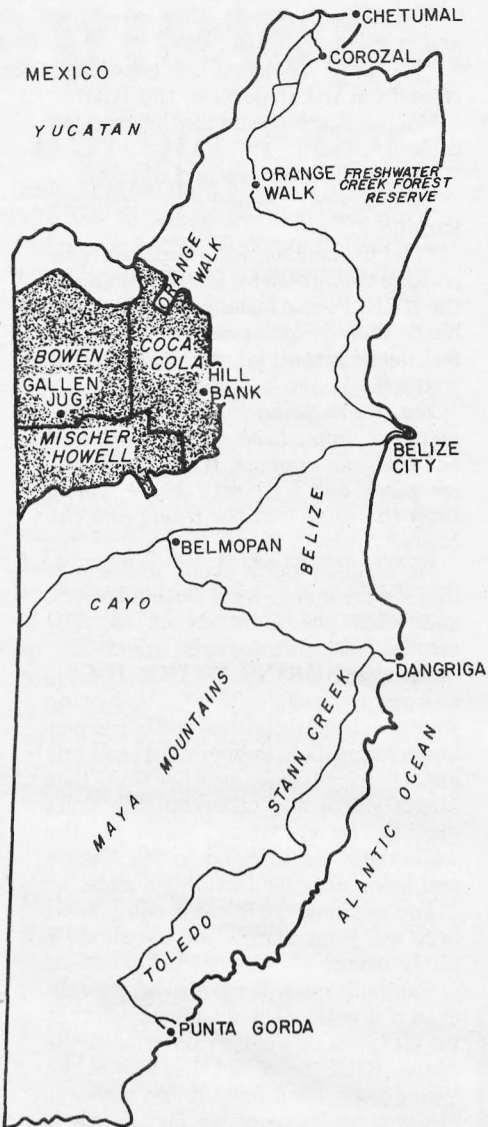 CHETUMAL
COROZAL
MEXICO
YUCATAN
ORANGE
WALK
FRESHWATER
CREEK FOREST
RESERVE
ORANGE
WALK
BOWEN
COCA
COLA
GALLEN
JUG
HILL
BANK
MISCHER
HOWELL
BELIZE
CITY
BELIZE
BELMOPAN
CAYO
DANGRIGA
MAYA MOUNTAINS
STANN CREEK
ALANTIC OCEAN
TOLEDO
PUNTA GORDA